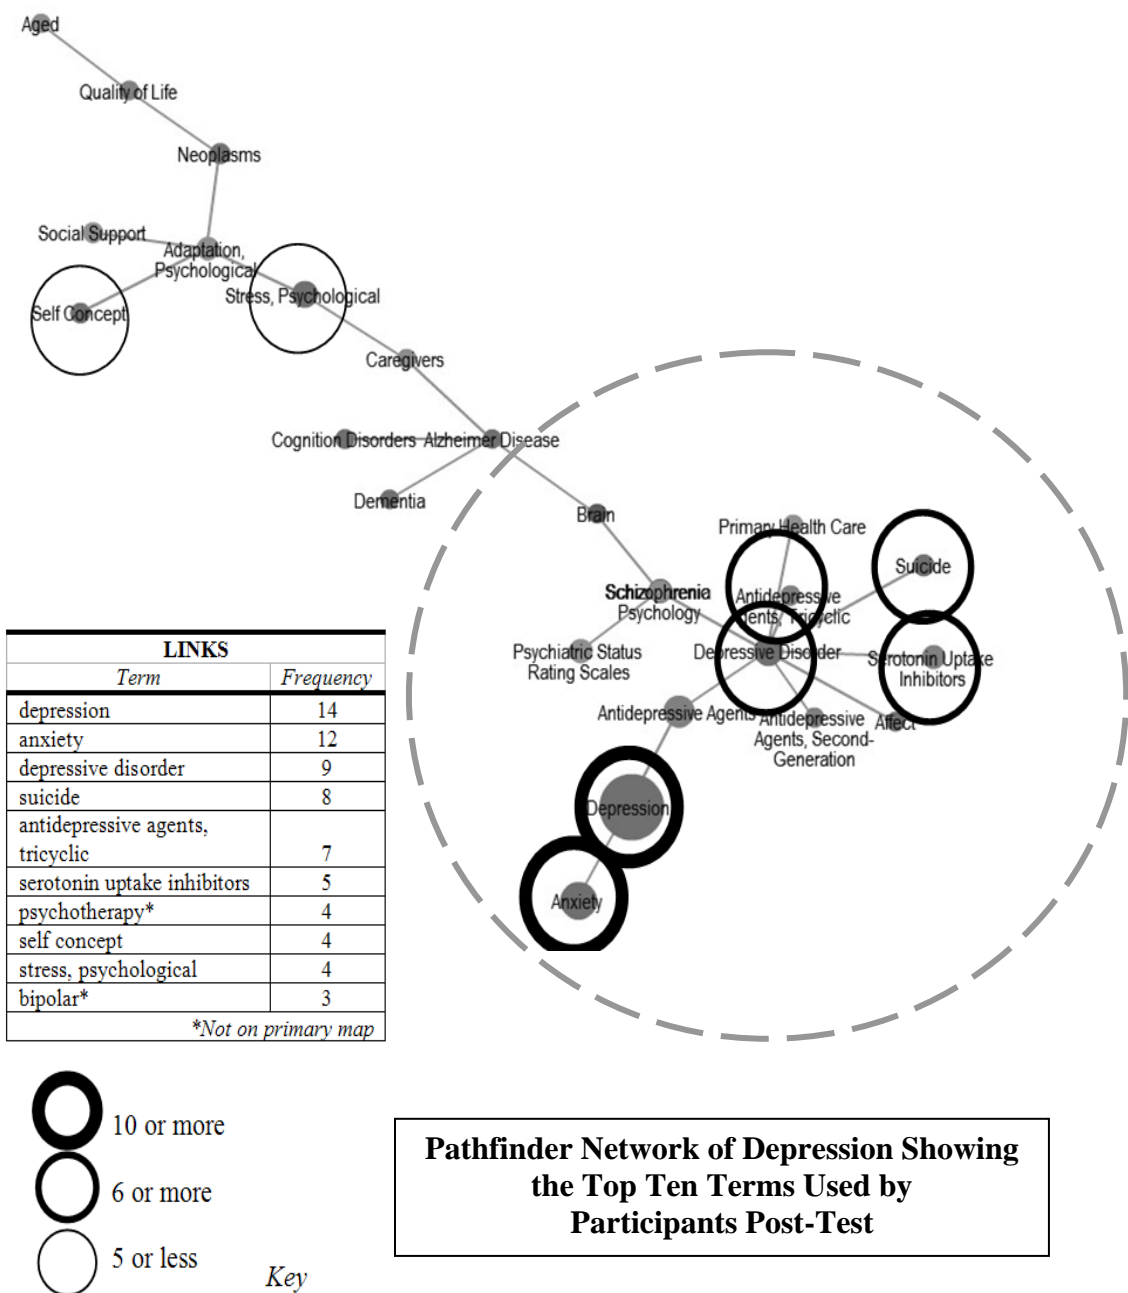 Aged
Quality of Life
Neoplasms
Social Support
Adaptation,
Psychological
Self Concept
Stress, Psychological
Caregivers
Cognition Disorders
Alzheimer Disease
Dementia
Brain
Primary Health Care
Suicide
Schizophrenia
Psychology
Antidepressive
Agents, Tricyclic
Psychiatric Status
Rating Scales
Depressive Disorder
Serotonin Uptake
Inhibitors
Antidepressive Agents
Antidepressive
Agents, Second-
Generation
Affect
Depression
Anxiety
LINKS
Term Frequency
depression 14
anxiety 12
depressive disorder 9
suicide 8
antidepressive agents,
tricyclic 7
serotonin uptake inhibitors 5
psychotherapy* 4
self concept 4
stress, psychological 4
bipolar* 3
*Not on primary map
10 or more
6 or more
5 or less
Key
Pathfinder Network of Depression Showing
the Top Ten Terms Used by
Participants Post-Test